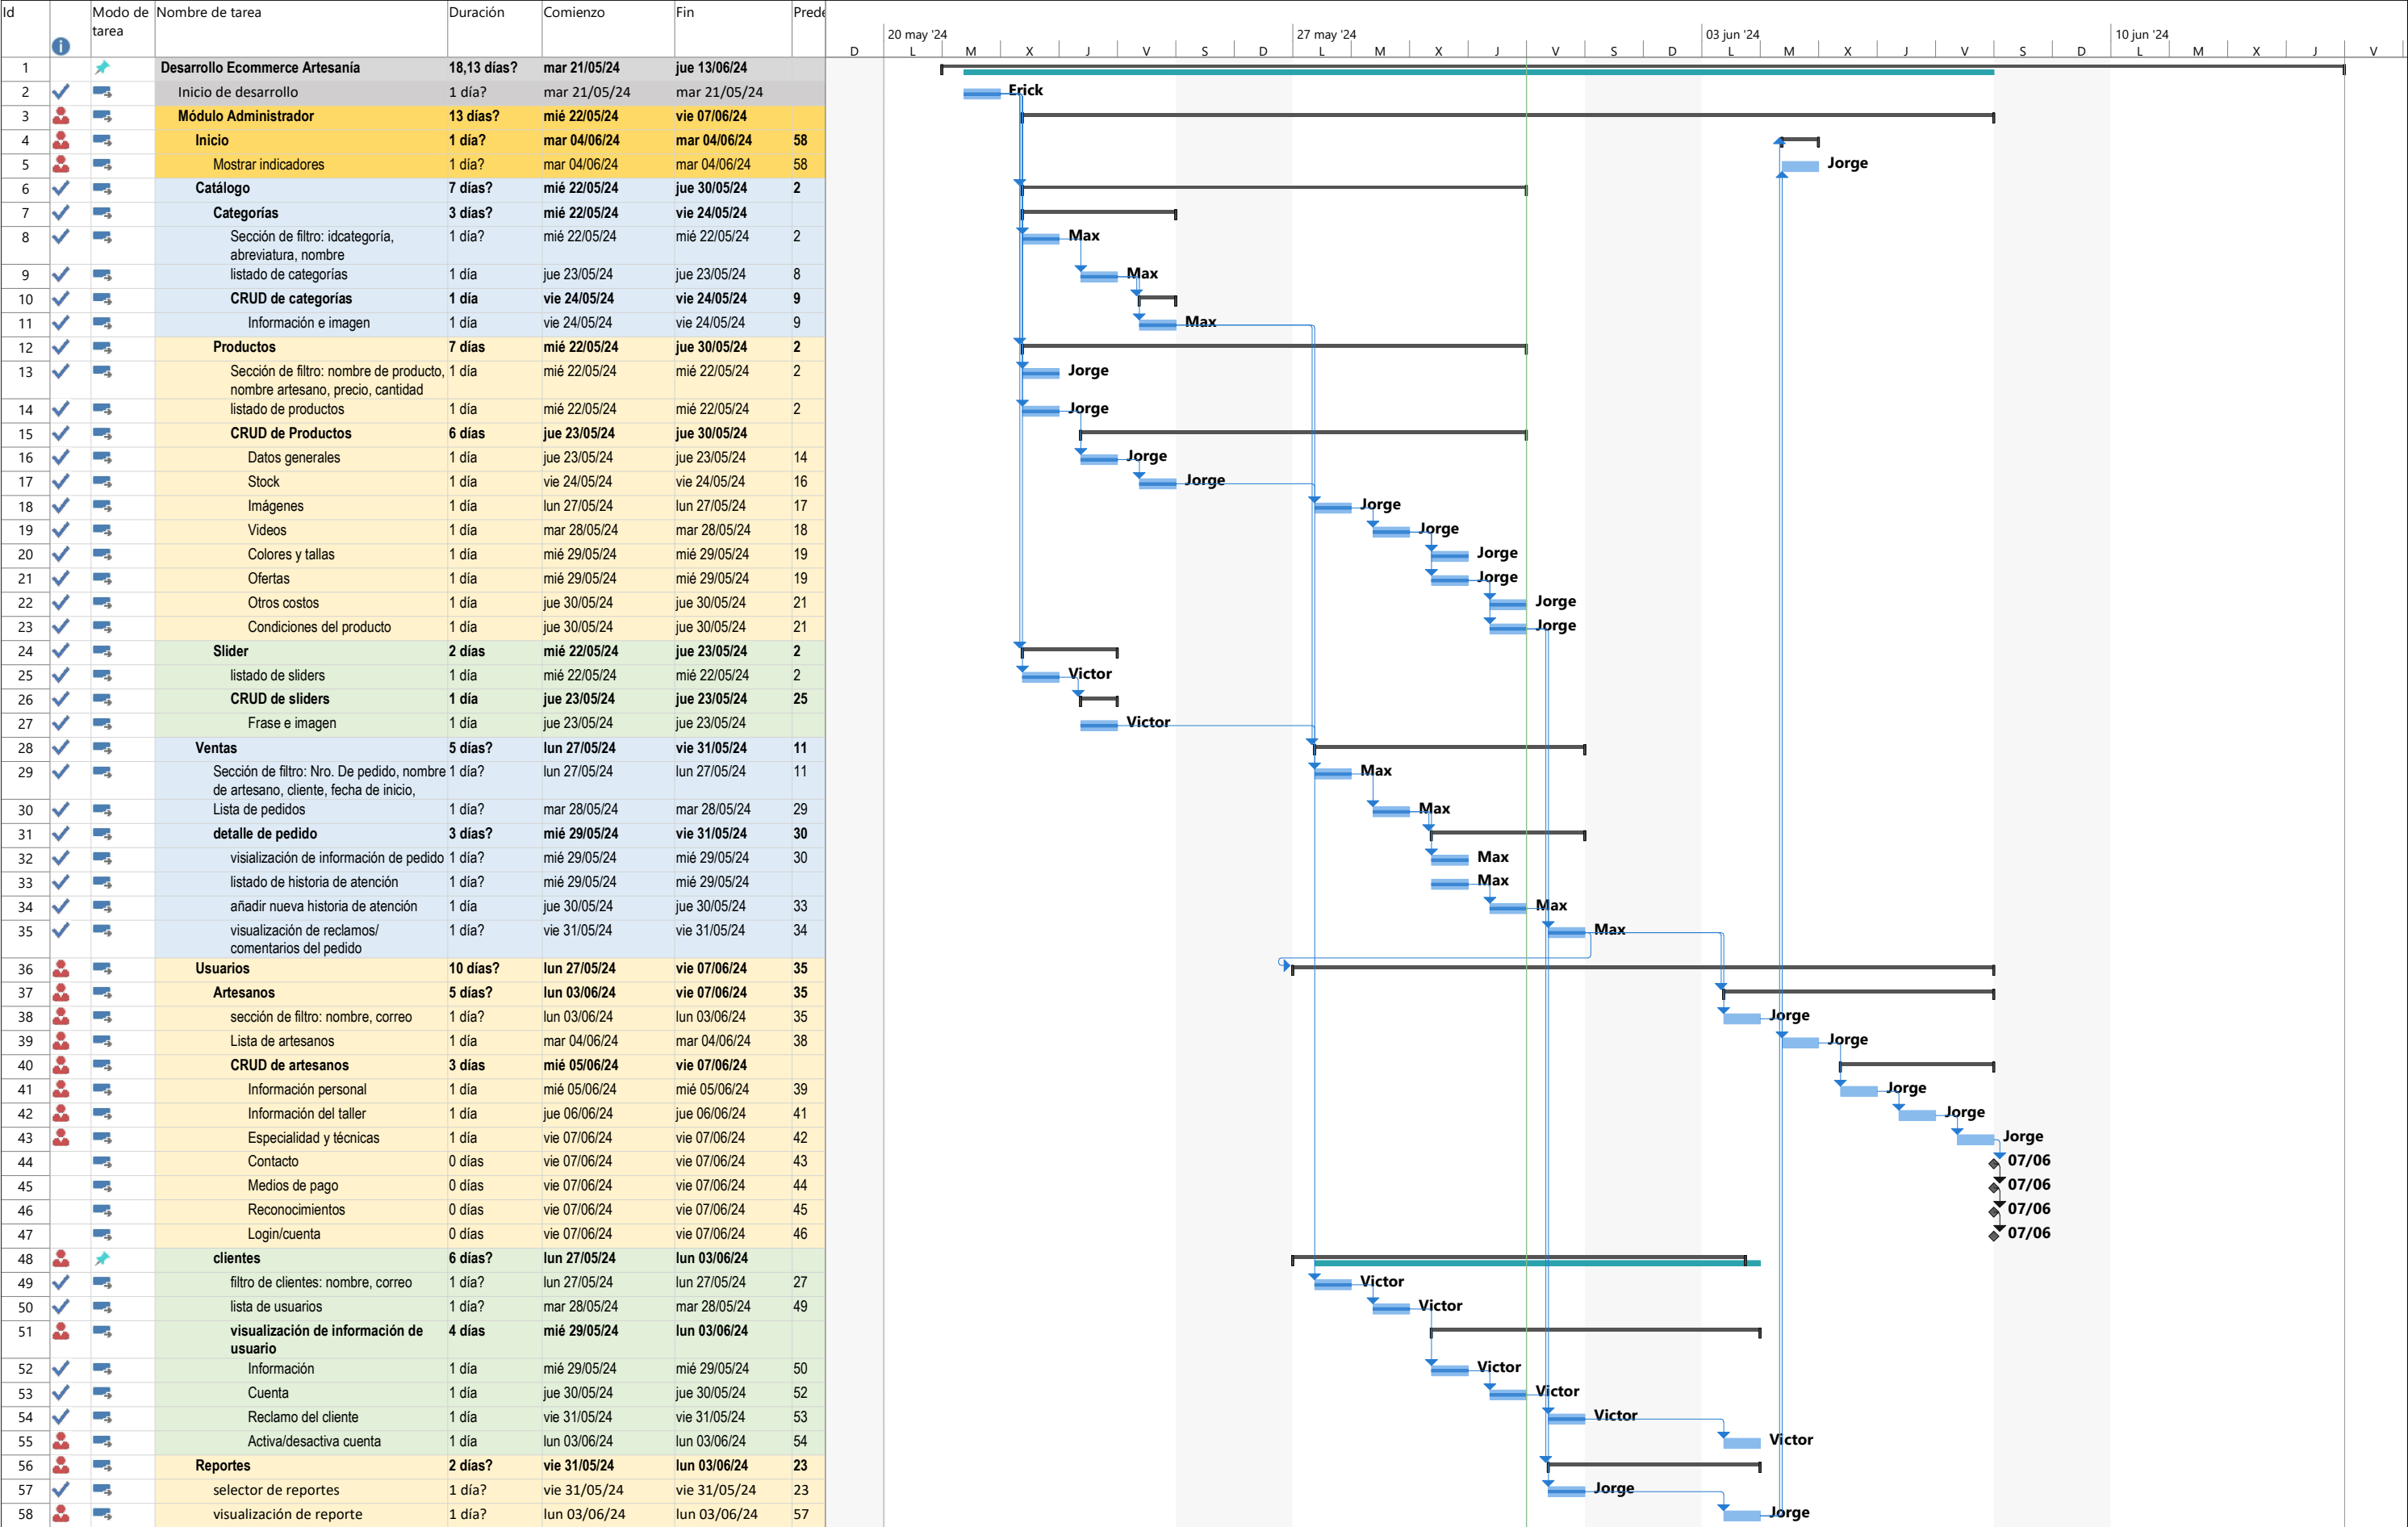 Id Modo de tarea Nombre de tarea Duración Comienzo Fin Prede
20 may '24 27 may '24 03 jun '24 10 jun '24
D L M X J V S D L M X J V S D L M X J V S D L M X J V
1 Desarrollo Ecommerce Artesanía 18,13 días? mar 21/05/24 jue 13/06/24
2 Inicio de desarrollo 1 día? mar 21/05/24 mar 21/05/24 Erick
3 Módulo Administrador 13 días? mié 22/05/24 vie 07/06/24
4 Inicio 1 día? mar 04/06/24 mar 04/06/24 58
5 Mostrar indicadores 1 día? mar 04/06/24 mar 04/06/24 58 Jorge
6 Catálogo 7 días? mié 22/05/24 jue 30/05/24 2
7 Categorías 3 días? mié 22/05/24 vie 24/05/24
8 Sección de filtro: idcategoría, 1 día? mié 22/05/24 mié 22/05/24 2 Max
abreviatura, nombre
9 listado de categorías 1 día jue 23/05/24 jue 23/05/24 8 Max
10 CRUD de categorías 1 día vie 24/05/24 vie 24/05/24 9
11 Información e imagen 1 día vie 24/05/24 vie 24/05/24 9 Max
12 Productos 7 días mié 22/05/24 jue 30/05/24 2
13 Sección de filtro: nombre de producto, 1 día mié 22/05/24 mié 22/05/24 2 Jorge
nombre artesano, precio, cantidad
14 listado de productos 1 día mié 22/05/24 mié 22/05/24 2 Jorge
15 CRUD de Productos 6 días jue 23/05/24 jue 30/05/24
16 Datos generales 1 día jue 23/05/24 jue 23/05/24 14 Jorge
17 Stock 1 día vie 24/05/24 vie 24/05/24 16 Jorge
18 Imágenes 1 día lun 27/05/24 lun 27/05/24 17 Jorge
19 Videos 1 día mar 28/05/24 mar 28/05/24 18 Jorge
20 Colores y tallas 1 día mié 29/05/24 mié 29/05/24 19 Jorge
21 Ofertas 1 día mié 29/05/24 mié 29/05/24 19 Jorge
22 Otros costos 1 día jue 30/05/24 jue 30/05/24 21 Jorge
23 Condiciones del producto 1 día jue 30/05/24 jue 30/05/24 21 Jorge
24 Slider 2 días mié 22/05/24 jue 23/05/24 2
25 listado de sliders 1 día mié 22/05/24 mié 22/05/24 2 Victor
26 CRUD de sliders 1 día jue 23/05/24 jue 23/05/24 25
27 Frase e imagen 1 día jue 23/05/24 jue 23/05/24 Victor
28 Ventas 5 días? lun 27/05/24 vie 31/05/24 11
29 Sección de filtro: Nro. De pedido, nombre 1 día? lun 27/05/24 lun 27/05/24 11 Max
de artesano, cliente, fecha de inicio,
30 Lista de pedidos 1 día? mar 28/05/24 mar 28/05/24 29 Max
31 detalle de pedido 3 días? mié 29/05/24 vie 31/05/24 30
32 visialización de información de pedido 1 día? mié 29/05/24 mié 29/05/24 30 Max
33 listado de historia de atención 1 día? mié 29/05/24 mié 29/05/24 Max
34 añadir nueva historia de atención 1 día jue 30/05/24 jue 30/05/24 33 Max
35 visualización de reclamos/ 1 día? vie 31/05/24 vie 31/05/24 34 Max
comentarios del pedido
36 Usuarios 10 días? lun 27/05/24 vie 07/06/24 35
37 Artesanos 5 días? lun 03/06/24 vie 07/06/24 35
38 sección de filtro: nombre, correo 1 día? lun 03/06/24 lun 03/06/24 35 Jorge
39 Lista de artesanos 1 día mar 04/06/24 mar 04/06/24 38 Jorge
40 CRUD de artesanos 3 días mié 05/06/24 vie 07/06/24
41 Información personal 1 día mié 05/06/24 mié 05/06/24 39 Jorge
42 Información del taller 1 día jue 06/06/24 jue 06/06/24 41 Jorge
43 Especialidad y técnicas 1 día vie 07/06/24 vie 07/06/24 42 Jorge
44 Contacto 0 días vie 07/06/24 vie 07/06/24 43 07/06
45 Medios de pago 0 días vie 07/06/24 vie 07/06/24 44 07/06
46 Reconocimientos 0 días vie 07/06/24 vie 07/06/24 45 07/06
47 Login/cuenta 0 días vie 07/06/24 vie 07/06/24 46 07/06
48 clientes 6 días? lun 27/05/24 lun 03/06/24
49 filtro de clientes: nombre, correo 1 día? lun 27/05/24 lun 27/05/24 27 Victor
50 lista de usuarios 1 día? mar 28/05/24 mar 28/05/24 49 Victor
51 visualización de información de 4 días mié 29/05/24 lun 03/06/24
usuario
52 Información 1 día mié 29/05/24 mié 29/05/24 50 Victor
53 Cuenta 1 día jue 30/05/24 jue 30/05/24 52 Victor
54 Reclamo del cliente 1 día vie 31/05/24 vie 31/05/24 53 Victor
55 Activa/desactiva cuenta 1 día lun 03/06/24 lun 03/06/24 54 Victor
56 Reportes 2 días? vie 31/05/24 lun 03/06/24 23
57 selector de reportes 1 día? vie 31/05/24 vie 31/05/24 23 Jorge
58 visualización de reporte 1 día? lun 03/06/24 lun 03/06/24 57 Jorge